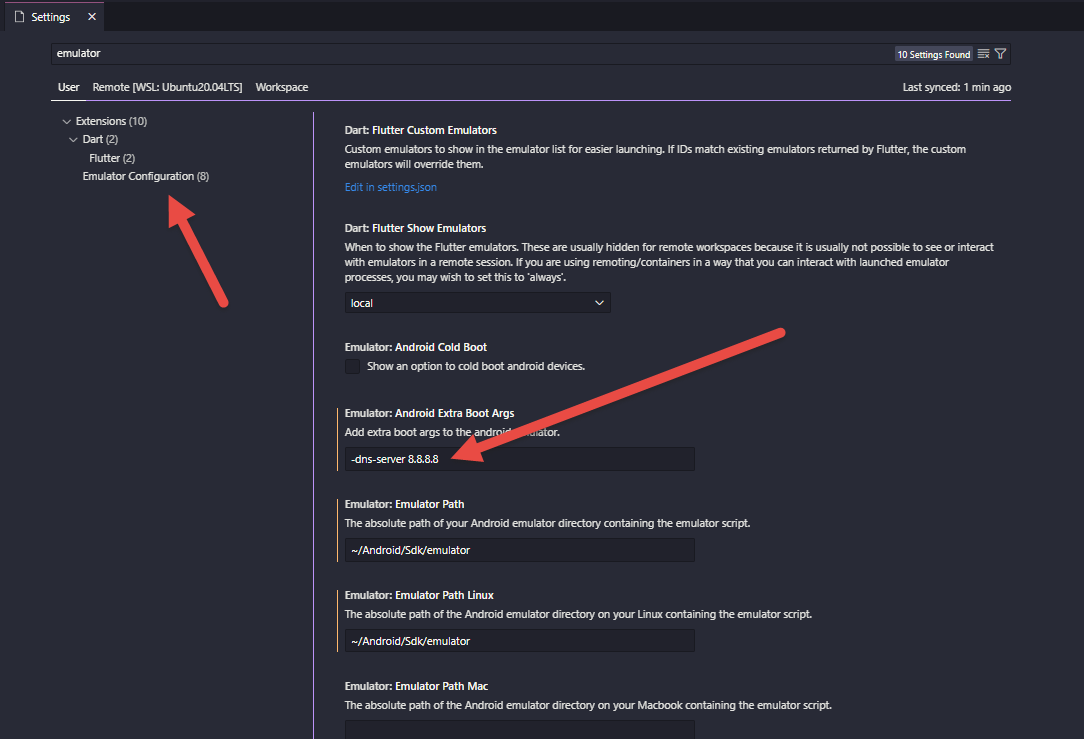 Settings
emulator
10 Settings Found
User Remote [WSL: Ubuntu20.04LTS] Workspace
Last synced: 1 min ago
Extensions (10)
Dart (2)
Flutter (2)
Emulator Configuration (8)
Dart: Flutter Custom Emulators
Custom emulators to show in the emulator list for easier launching. If IDs match existing emulators returned by Flutter, the custom
emulators will override them.
Edit in settings.json
Dart: Flutter Show Emulators
When to show the Flutter emulators. These are usually hidden for remote workspaces because it is usually not possible to see or interact
with emulators in a remote session. If you are using remoting/containers in a way that you can interact with launched emulator
processes, you may wish to set this to 'always'.
local
Emulator: Android Cold Boot
Show an option to cold boot android devices.
Emulator: Android Extra Boot Args
Add extra boot args to the android emulator.
-dns-server 8.8.8.8
Emulator: Emulator Path
The absolute path of your Android emulator directory containing the emulator script.
~/Android/Sdk/emulator
Emulator: Emulator Path Linux
The absolute path of the Android emulator directory on your Linux containing the emulator script.
~/Android/Sdk/emulator
Emulator: Emulator Path Mac
The absolute path of the Android emulator directory on your Macbook containing the emulator script.